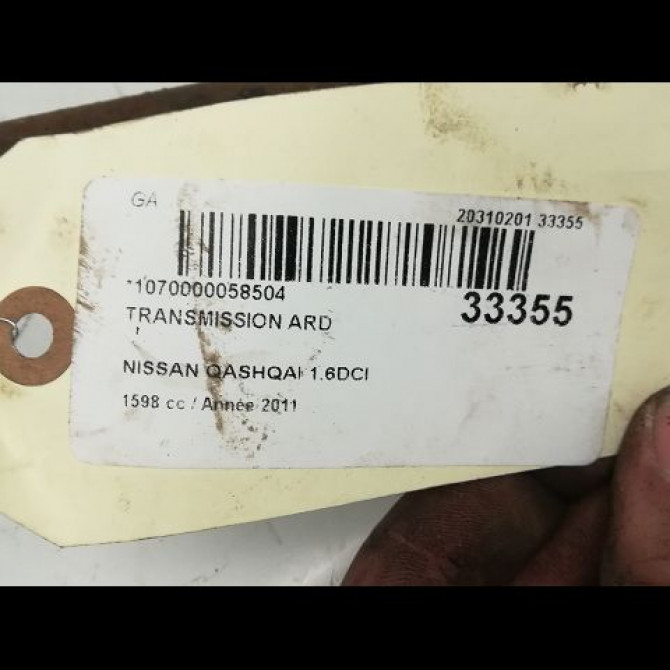 GA
20310201 33355
*1070000058504
33355
TRANSMISSION ARD
NISSAN QASHQAI 1.6DCI
1598 cc / Année 2011